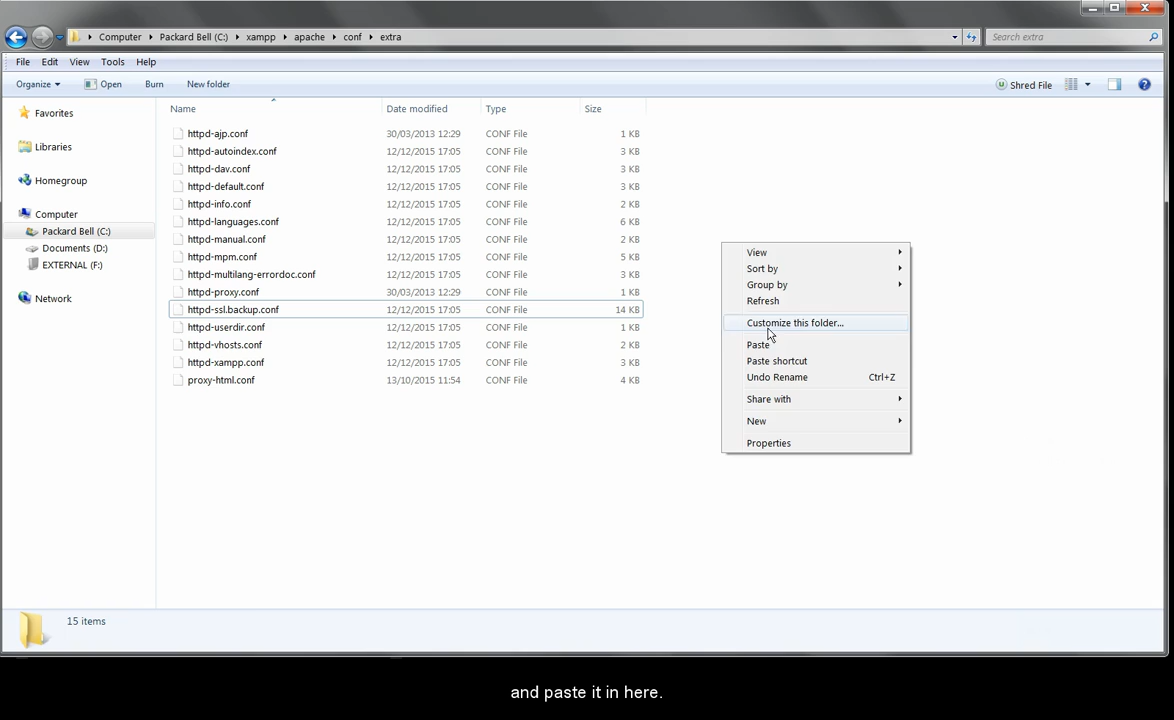 Computer Packard Bell (C:) xampp apache conf extra
Search extra
File Edit View Tools Help
Organize Open Burn New folder Shred File
Name Date modified Type Size
Favorites
Libraries
Homegroup
Computer
Packard Bell (C:)
Documents (D:)
EXTERNAL (F:)
Network
httpd-ajp.conf 30/03/2013 12:29 CONF File 1 KB
httpd-autoindex.conf 12/12/2015 17:05 CONF File 3 KB
httpd-dav.conf 12/12/2015 17:05 CONF File 3 KB
httpd-default.conf 12/12/2015 17:05 CONF File 3 KB
httpd-info.conf 12/12/2015 17:05 CONF File 2 KB
httpd-languages.conf 12/12/2015 17:05 CONF File 6 KB
httpd-manual.conf 12/12/2015 17:05 CONF File 2 KB
httpd-mpm.conf 12/12/2015 17:05 CONF File 5 KB
httpd-multilang-errordoc.conf 12/12/2015 17:05 CONF File 3 KB
httpd-proxy.conf 30/03/2013 12:29 CONF File 1 KB
httpd-ssl.backup.conf 12/12/2015 17:05 CONF File 14 KB
httpd-userdir.conf 12/12/2015 17:05 CONF File 1 KB
httpd-vhosts.conf 12/12/2015 17:05 CONF File 2 KB
httpd-xampp.conf 12/12/2015 17:05 CONF File 3 KB
proxy-html.conf 13/10/2015 11:54 CONF File 4 KB
View
Sort by
Group by
Refresh
Customize this folder...
Paste
Paste shortcut
Undo Rename Ctrl+Z
Share with
New
Properties
15 items
and paste it in here.